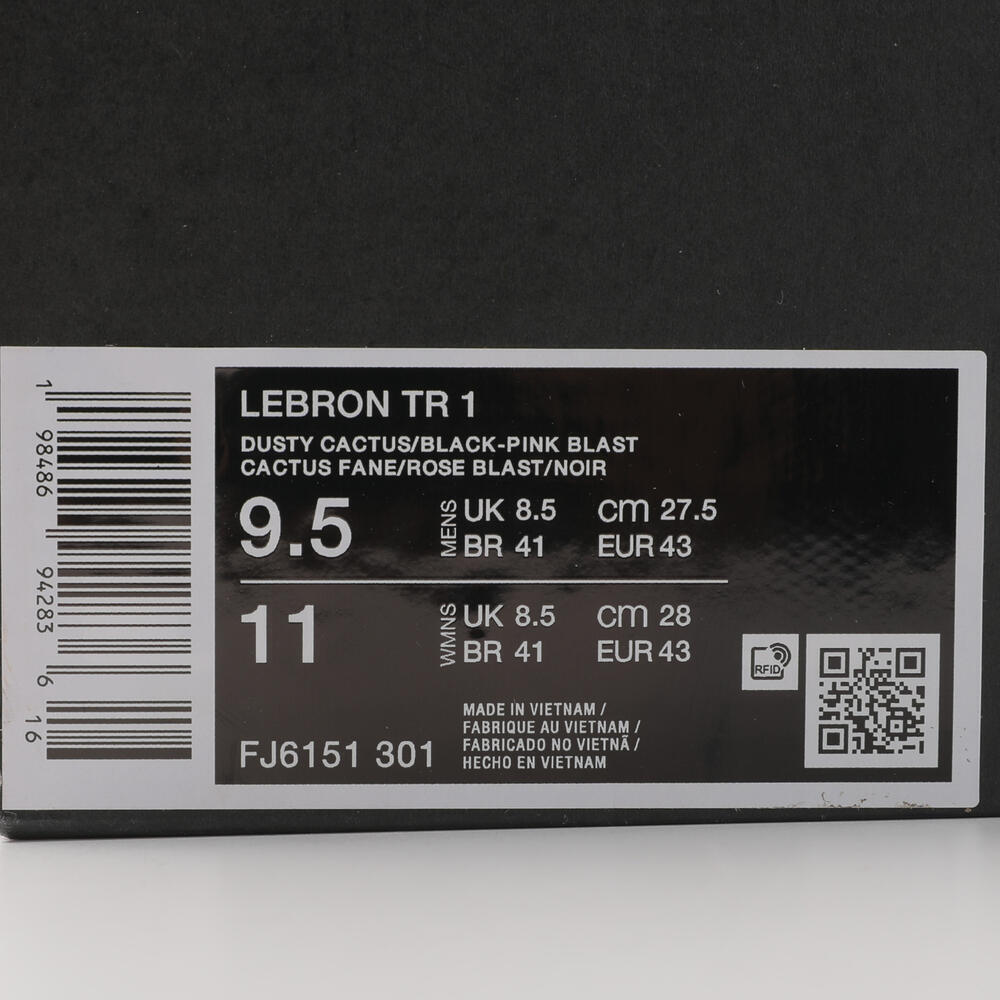 LEBRON TR 1
DUSTY CACTUS/BLACK-PINK BLAST
CACTUS FANE/ROSE BLAST/NOIR
9.5
MENS
UK 8.5 cm 27.5
BR 41 EUR 43
11
WMNS
UK 8.5 cm 28
BR 41 EUR 43
RFID
MADE IN VIETNAM /
FABRIQUE AU VIETNAM /
FABRICADO NO VIETNÃ /
HECHO EN VIETNAM
FJ6151 301
1 98486 94283 6 16